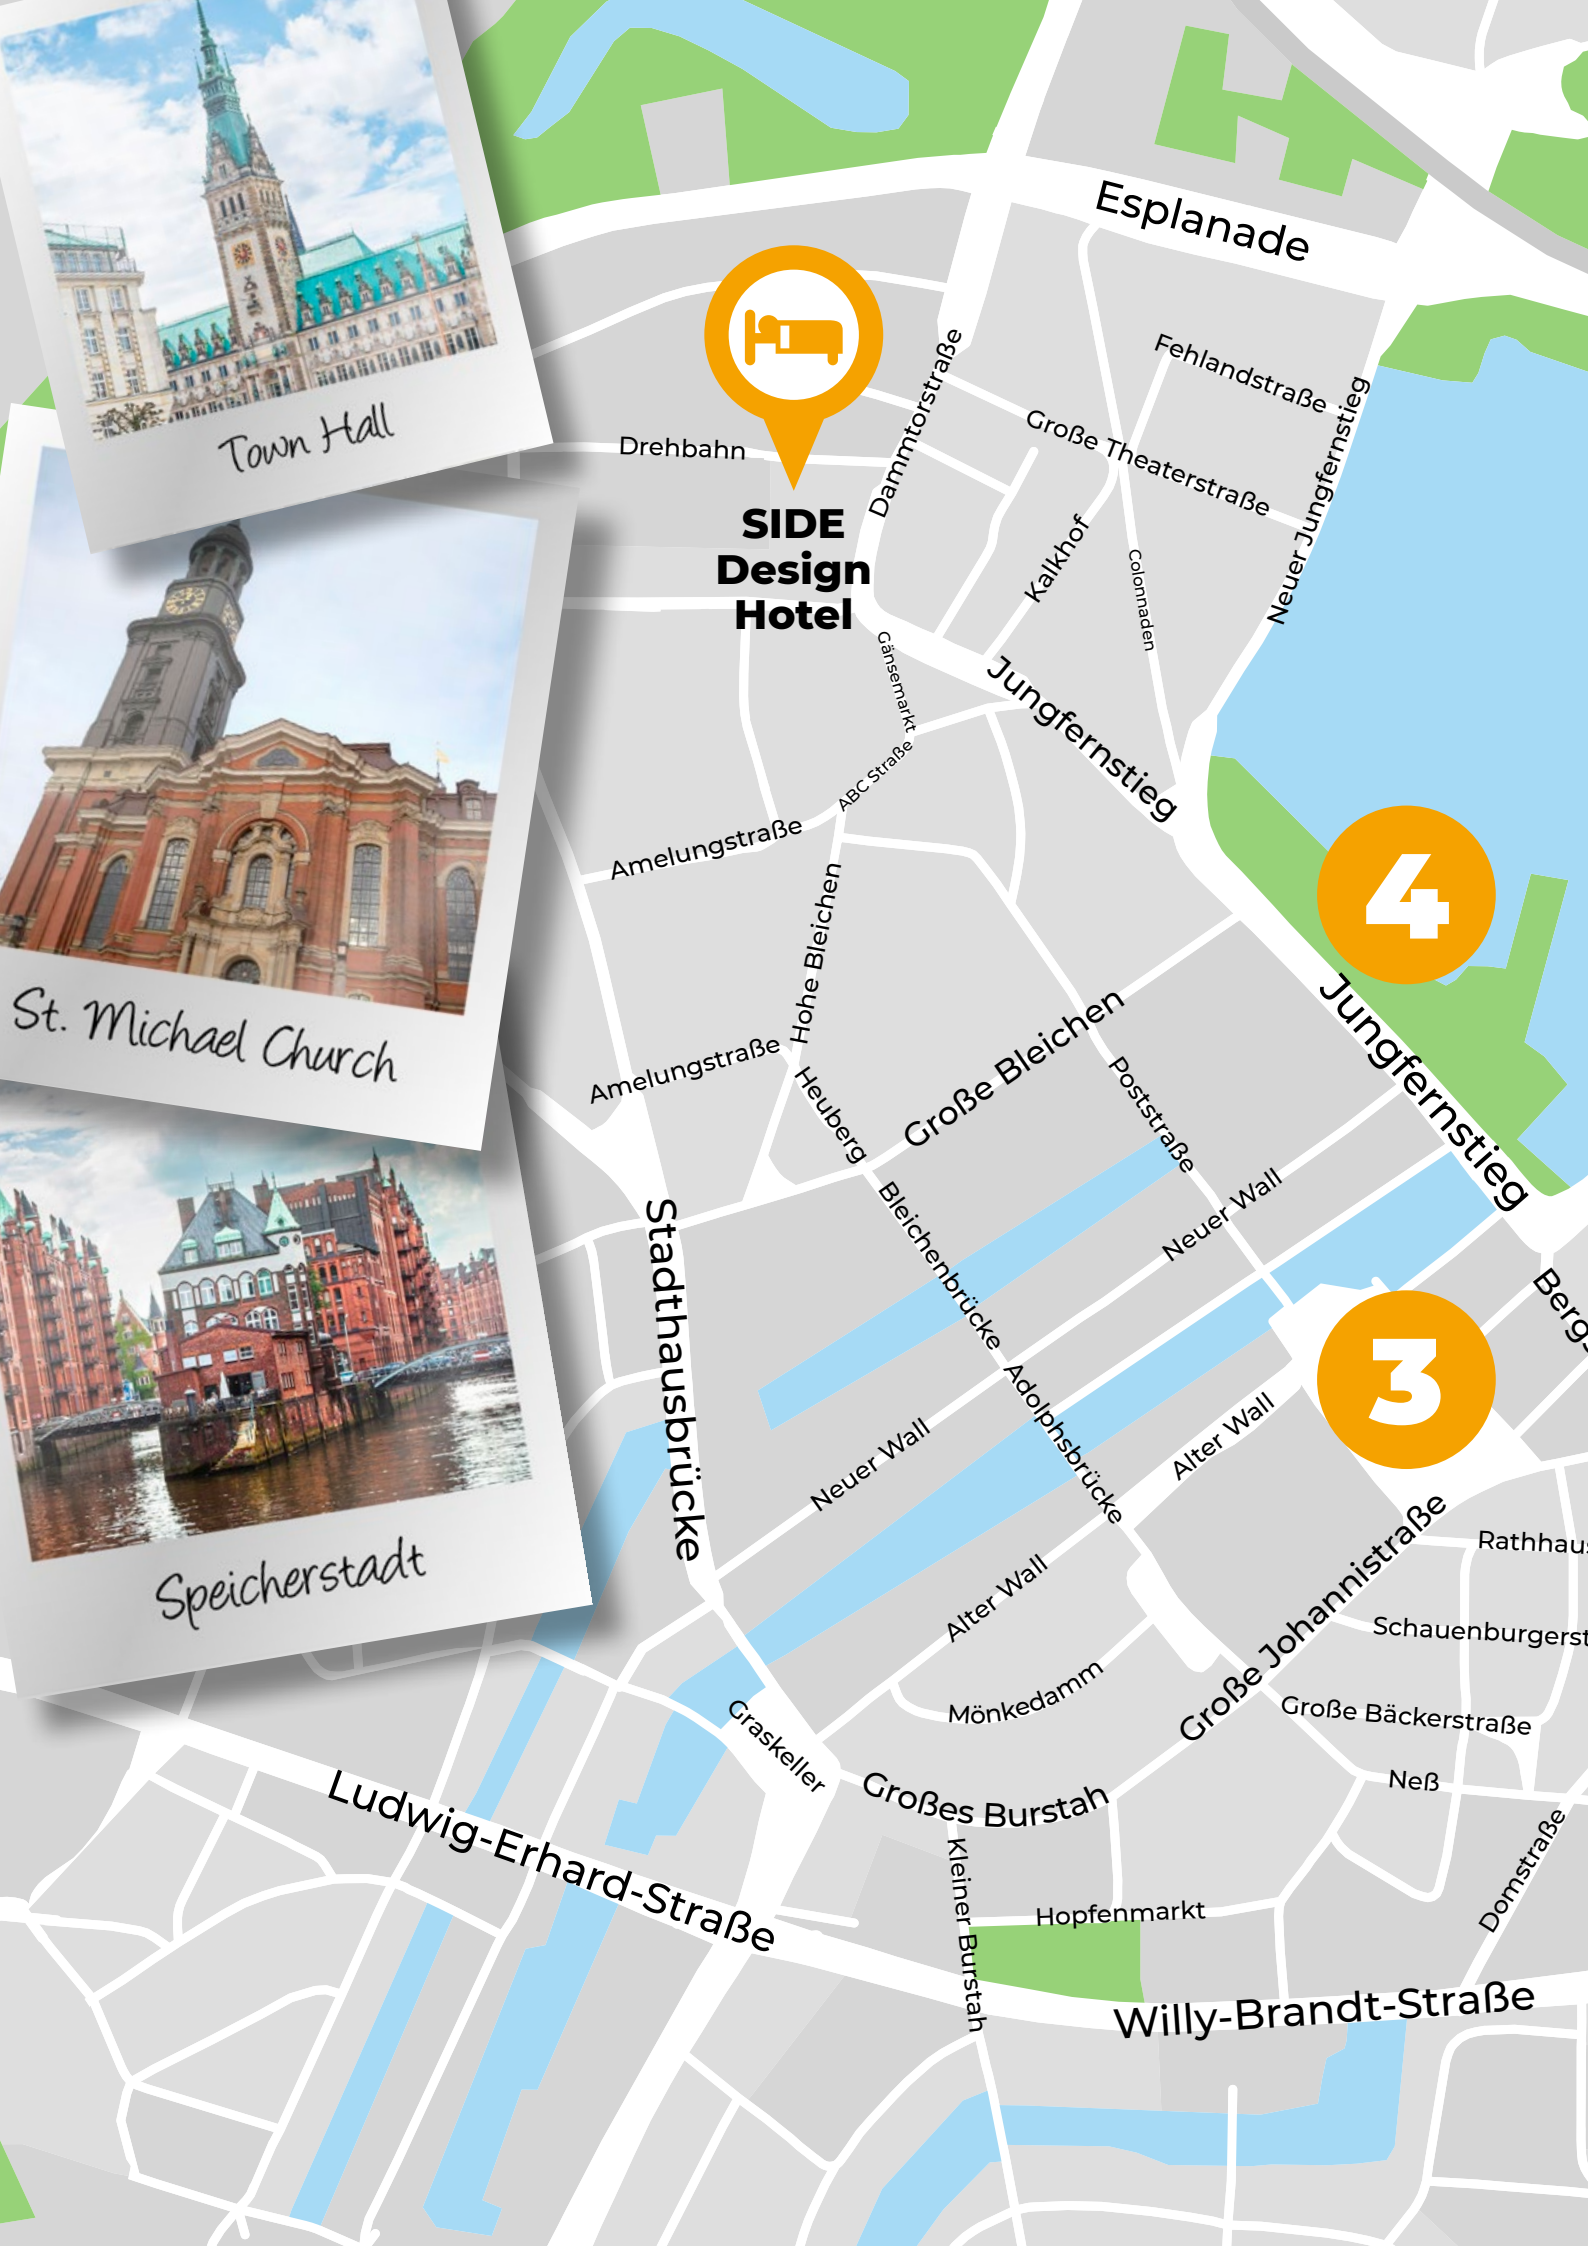 Town Hall
St. Michael Church
Speicherstadt
Esplanade
Fehlandstraße
Große Theaterstraße
Neuer Jungfernstieg
Dammtorstraße
Drehbahn
SIDE
Design
Hotel
Kalkhof
Colonnaden
Gänsemarkt
Jungfernstieg
ABC Straße
Amelungstraße
4
Hohe Bleichen
Jungfernstieg
Große Bleichen
Amelungstraße
Heuberg
Poststraße
Neuer Wall
Bleichenbrücke
Stadthausbrücke
Bergs
3
Adolphsbrücke
Alter Wall
Neuer Wall
Große Johannistraße
Rathhaus
Alter Wall
Schauenburgerst
Mönkedamm
Große Bäckerstraße
Graskeller
Neß
Großes Burstah
Ludwig-Erhard-Straße
Kleiner Burstah
Domstraße
Hopfenmarkt
Willy-Brandt-Straße